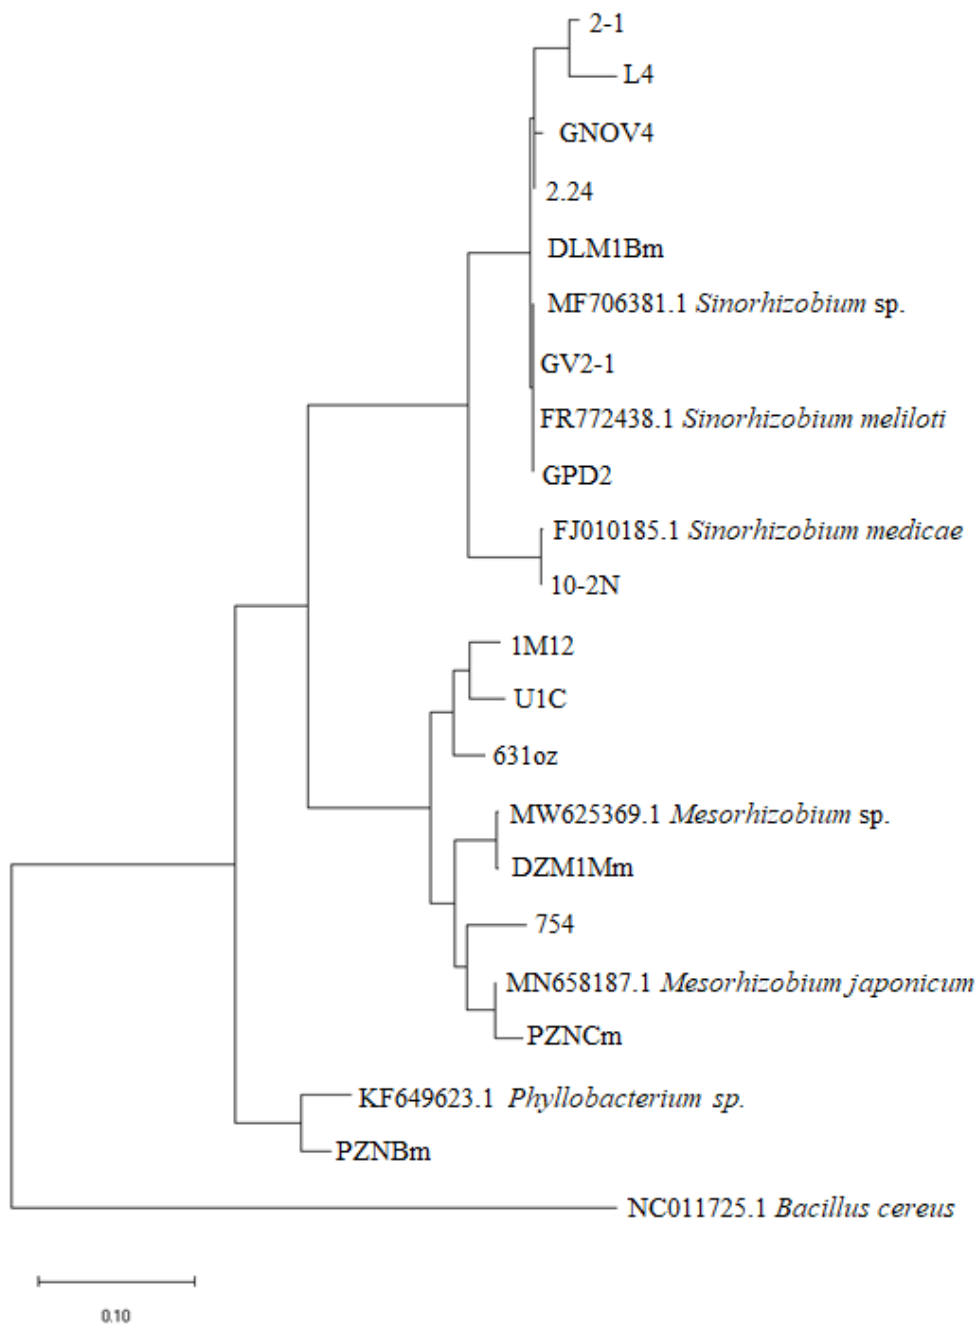 2-1
L4
GNOV4
2.24
DLM1Bm
MF706381.1 Sinorhizobium sp.
GV2-1
FR772438.1 Sinorhizobium meliloti
GPD2
FJ010185.1 Sinorhizobium medicae
10-2N
1M12
U1C
631oz
MW625369.1 Mesorhizobium sp.
DZM1Mm
754
MN658187.1 Mesorhizobium japonicum
PZNCm
KF649623.1 Phyllobacterium sp.
PZNBm
NC011725.1 Bacillus cereus
0.10